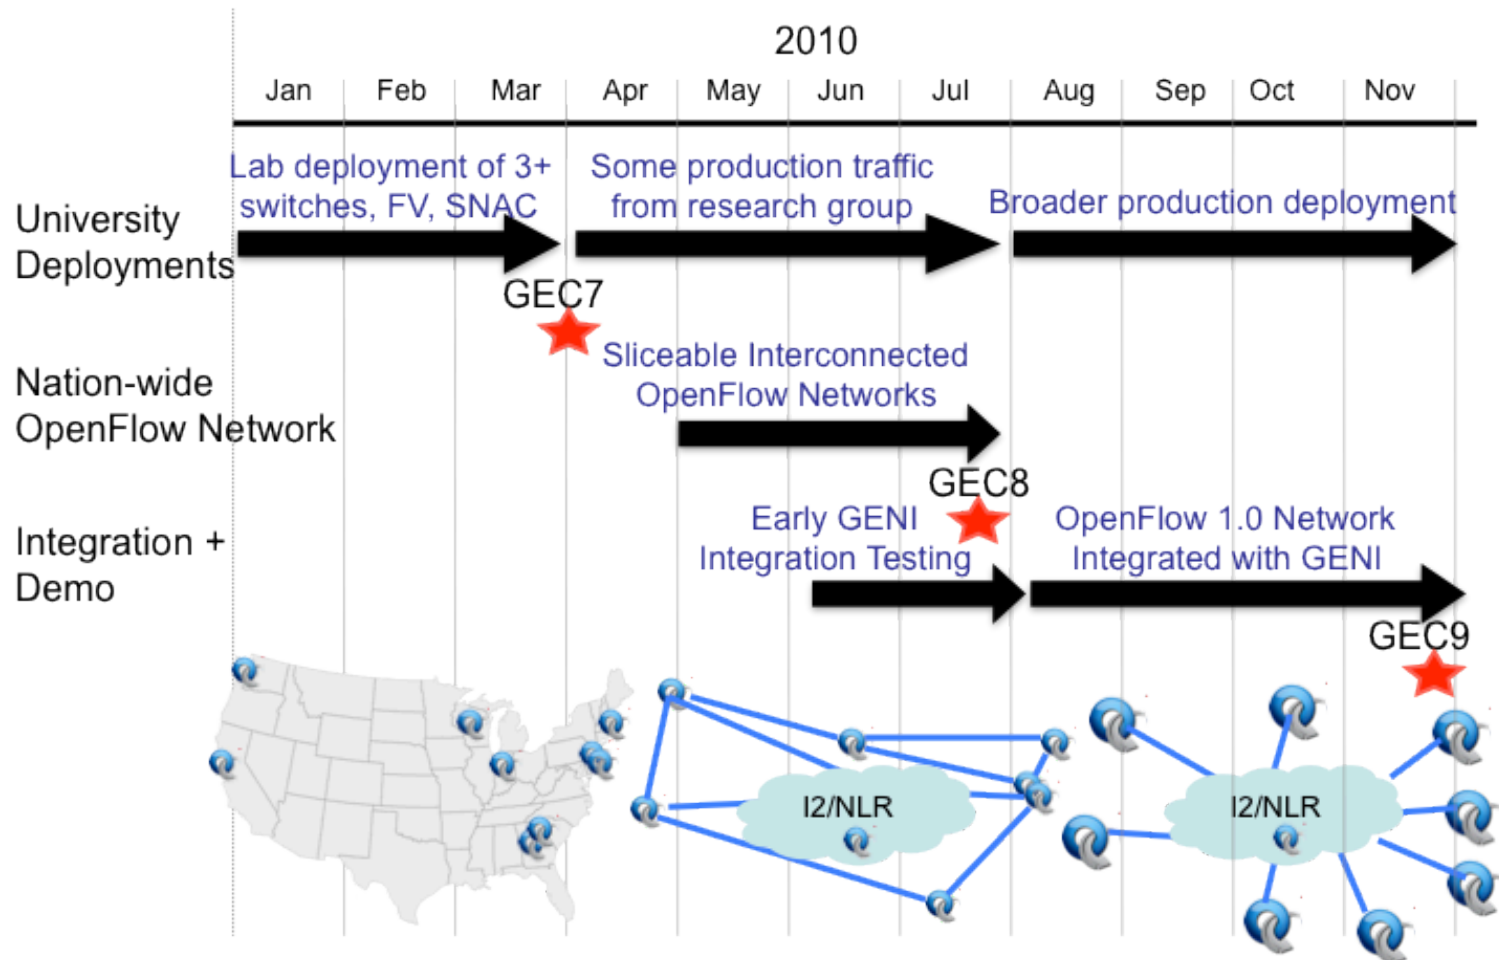 2010
Jan Feb Mar Apr May Jun Jul Aug Sep Oct Nov
University
Deployments
Lab deployment of 3+
switches, FV, SNAC
Some production traffic
from research group
Broader production deployment
GEC7
Nation-wide
OpenFlow Network
Sliceable Interconnected
OpenFlow Networks
GEC8
Integration +
Demo
Early GENI
Integration Testing
OpenFlow 1.0 Network
Integrated with GENI
GEC9
I2/NLR
I2/NLR